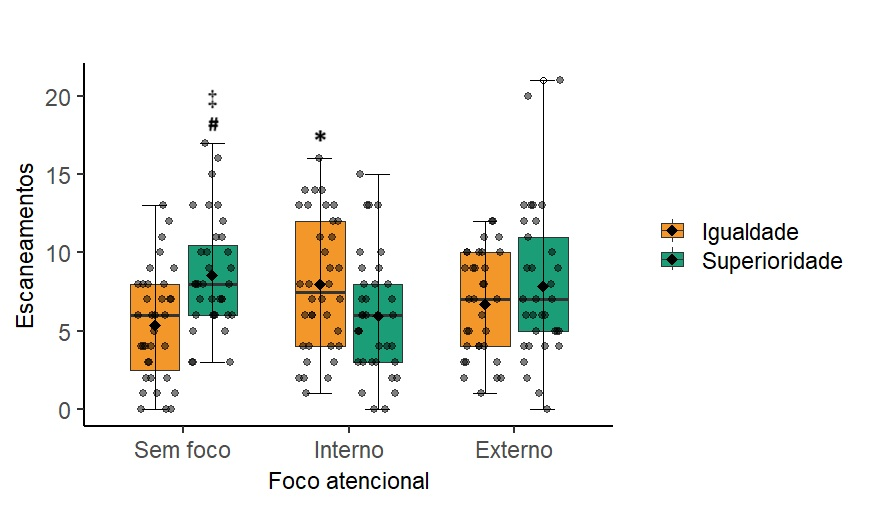 Escaneamentos
20
15
10
5
0
‡
#
*
Sem foco
Interno
Externo
Foco atencional
Igualdade
Superioridade